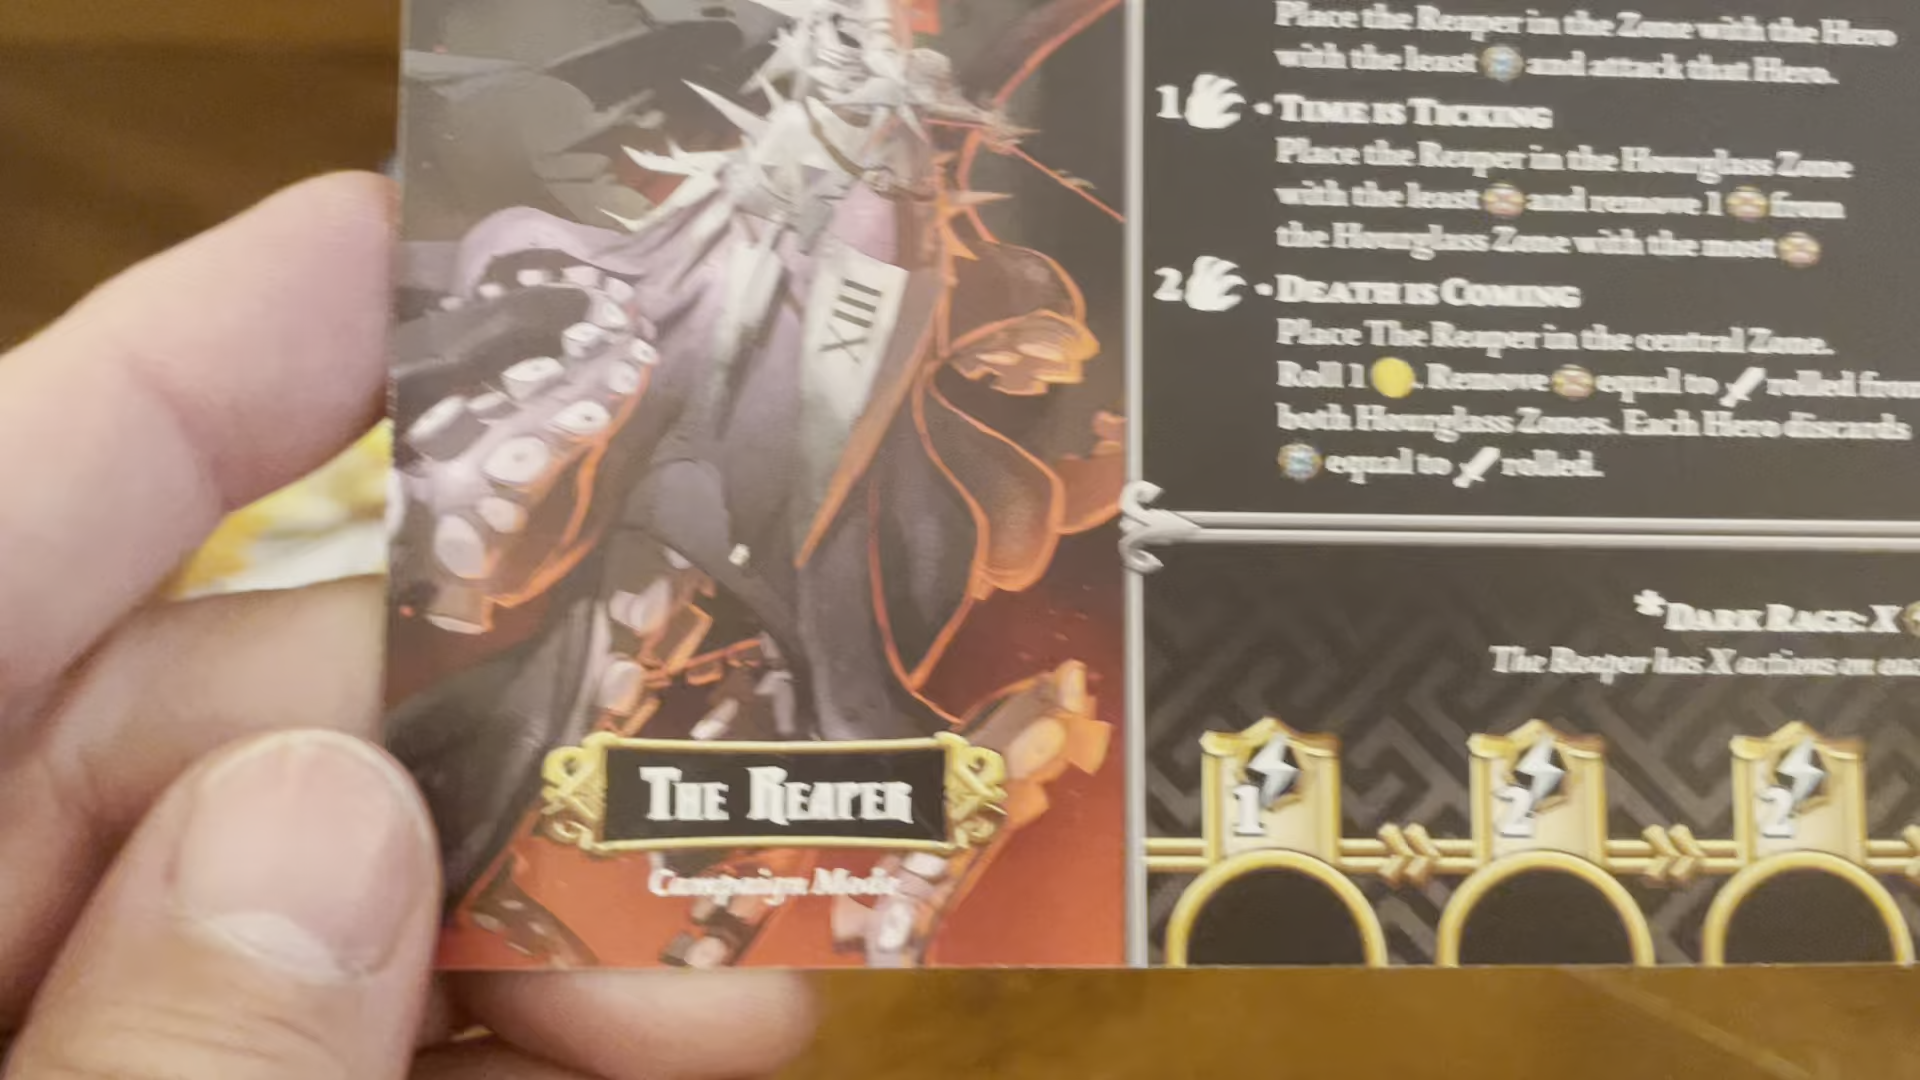 Place the Reaper in the Zone with the Hero
with the least and attack that Hero.
1 • TIME IS TICKING
Place the Reaper in the Hourglass Zone
with the least and remove 1 from
the Hourglass Zone with the most
2 • DEATH IS COMING
Place The Reaper in the central Zone.
Roll 1 . Remove equal to rolled from
both Hourglass Zones. Each Hero discards
equal to rolled.
XIII
*DARK RAGE: X
The Reaper has X actions on
1 2 2
THE REAPER
Campaign Mode